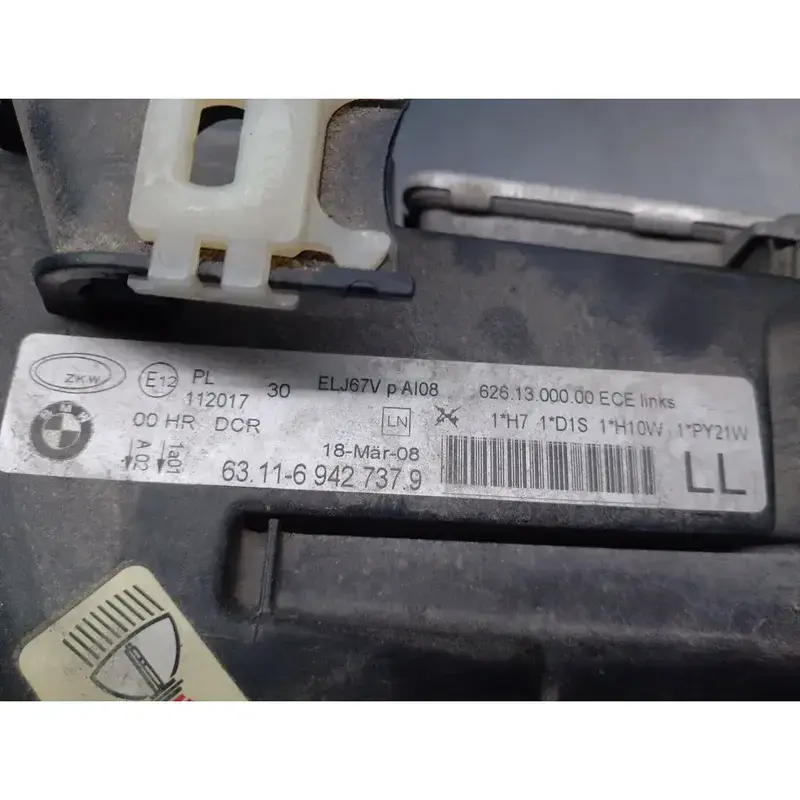 ZKW E12 PL 30 ELJ67V p AI08 626.13.000.00 ECE links
112017
BMW 00 HR DCR LN 1*H7 1*D1S 1*H10W 1*PY21W
A 02 1a01 18-Mär-08
63.11-6 942 737.9 LL